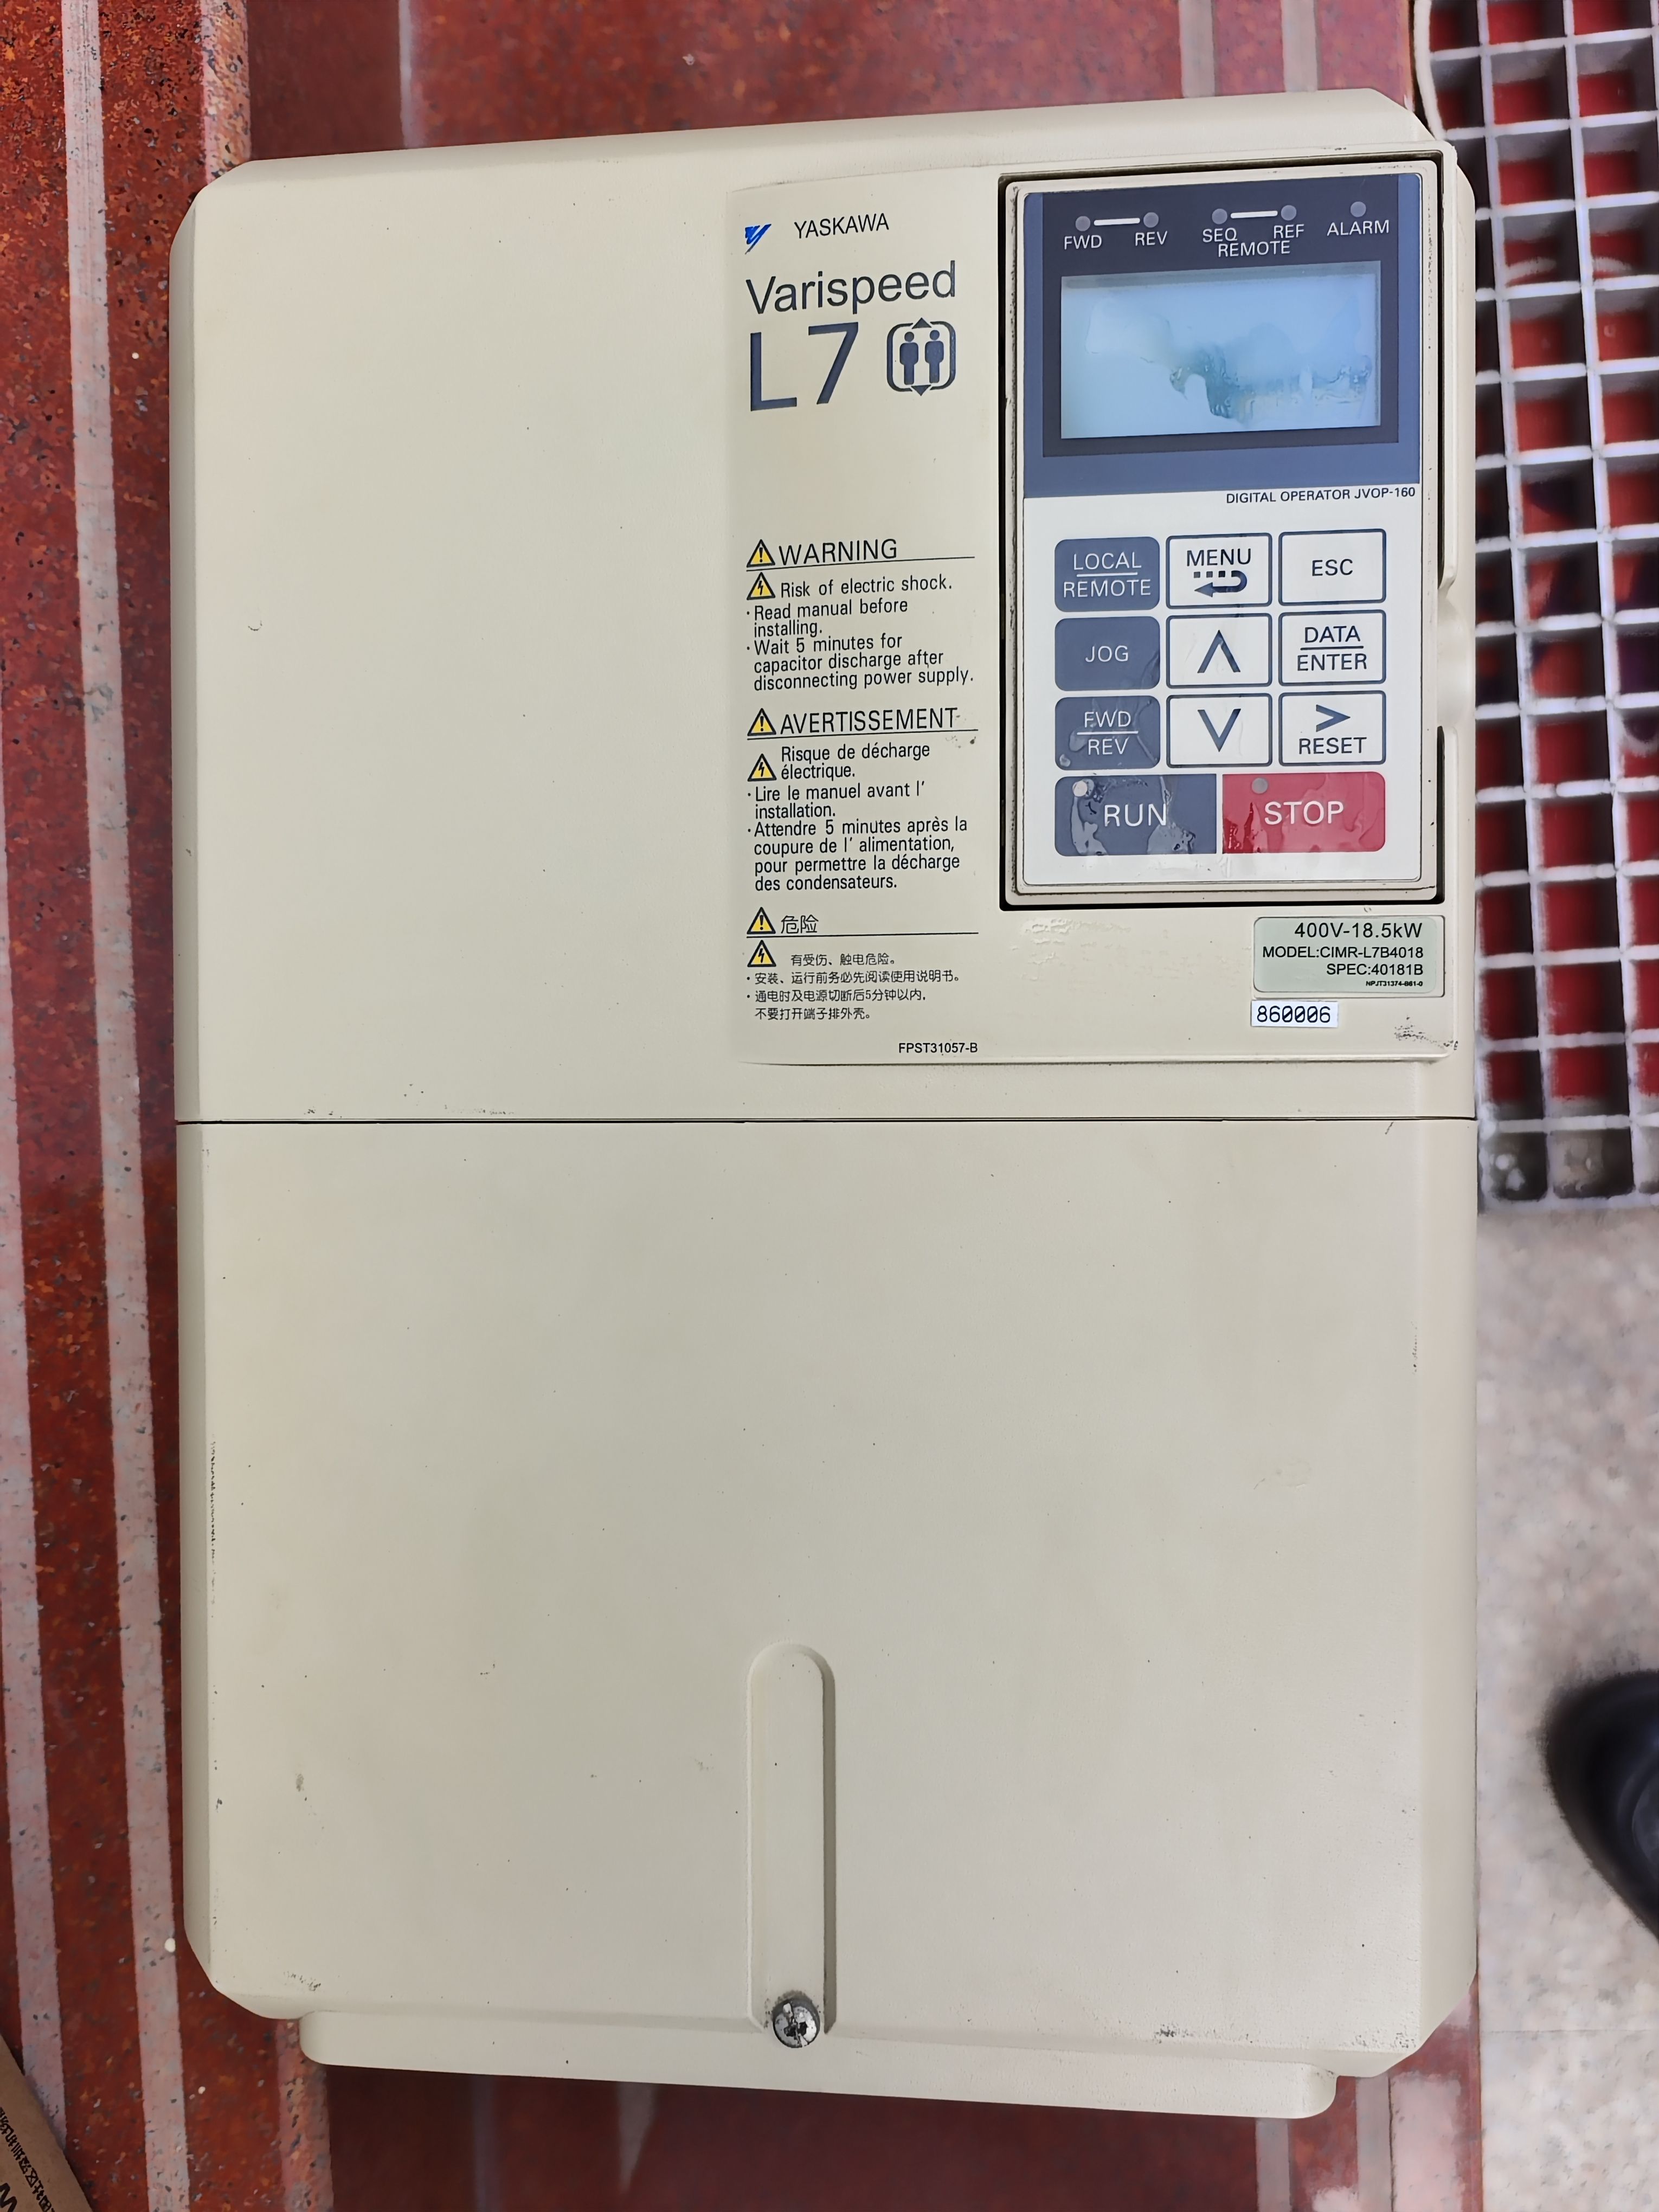 YASKAWA
Varispeed
L7
FWD REV SEQ REF ALARM
REMOTE
DIGITAL OPERATOR JVOP-160
LOCAL
REMOTE
MENU
ESC
JOG
DATA
ENTER
FWD
REV
>
RESET
RUN
STOP
WARNING
Risk of electric shock.
・Read manual before
installing.
・Wait 5 minutes for
capacitor discharge after
disconnecting power supply.
AVERTISSEMENT
Risque de décharge
électrique.
・Lire le manuel avant l'
installation.
・Attendre 5 minutes après la
coupure de l' alimentation,
pour permettre la décharge
des condensateurs.
危险
有受伤、触电危险。
・安装、运行前务必先阅读使用说明书。
・通电时及电源切断后5分钟以内,
不要打开端子排外壳。
FPST31057-B
400V-18.5kW
MODEL:CIMR-L7B4018
SPEC:40181B
NPJT31374-B61-0
860006